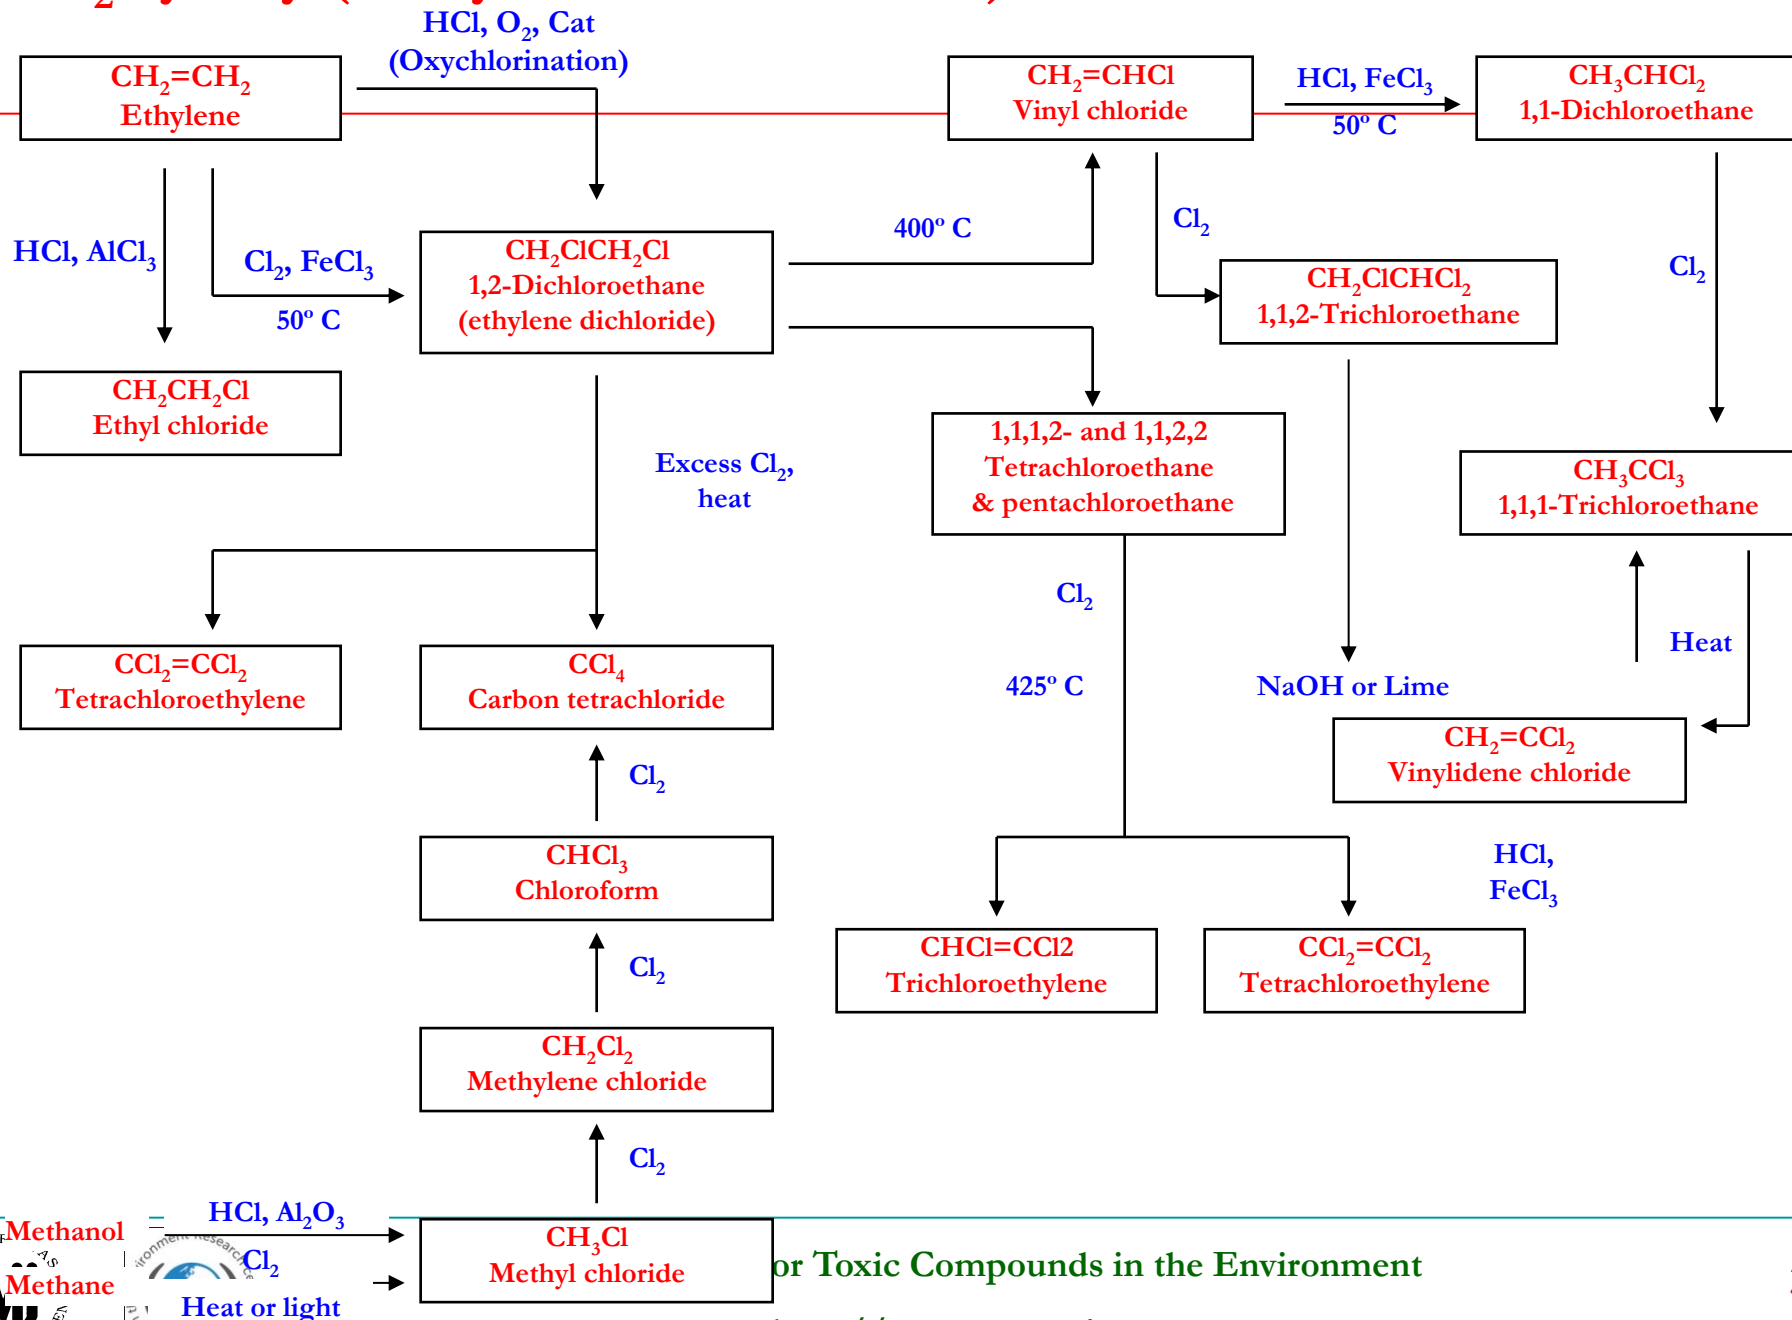 HCl, O₂, Cat
(Oxychlorination)
CH₂=CH₂
Ethylene
CH₂=CHCl
Vinyl chloride
HCl, FeCl₃
50º C
CH₃CHCl₂
1,1-Dichloroethane
HCl, AlCl₃
Cl₂, FeCl₃
50º C
CH₂ClCH₂Cl
1,2-Dichloroethane
(ethylene dichloride)
400º C
Cl₂
CH₂ClCHCl₂
1,1,2-Trichloroethane
Cl₂
CH₂CH₂Cl
Ethyl chloride
Excess Cl₂,
heat
1,1,1,2- and 1,1,2,2
Tetrachloroethane
& pentachloroethane
CH₃CCl₃
1,1,1-Trichloroethane
Cl₂
Heat
CCl₂=CCl₂
Tetrachloroethylene
CCl₄
Carbon tetrachloride
425º C
NaOH or Lime
CH₂=CCl₂
Vinylidene chloride
Cl₂
CHCl₃
Chloroform
HCl,
FeCl₃
Cl₂
CHCl=CCl2
Trichloroethylene
CCl₂=CCl₂
Tetrachloroethylene
CH₂Cl₂
Methylene chloride
Cl₂
Methanol
HCl, Al₂O₃
CH₃Cl
Methyl chloride
Methane
Cl₂
Heat or light
or Toxic Compounds in the Environment